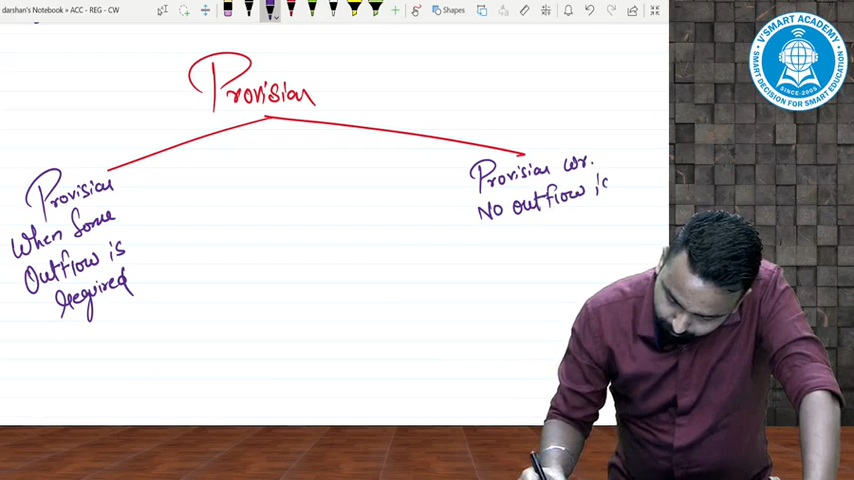 darshan's Notebook » ACC - REG - CW
Shapes
Provision
Provision
When Some
Outflow is
Required
Provision Wr.
No outflow is
V'SMART ACADEMY
SMART DECISION FOR SMART EDUCATION
SINCE-2005